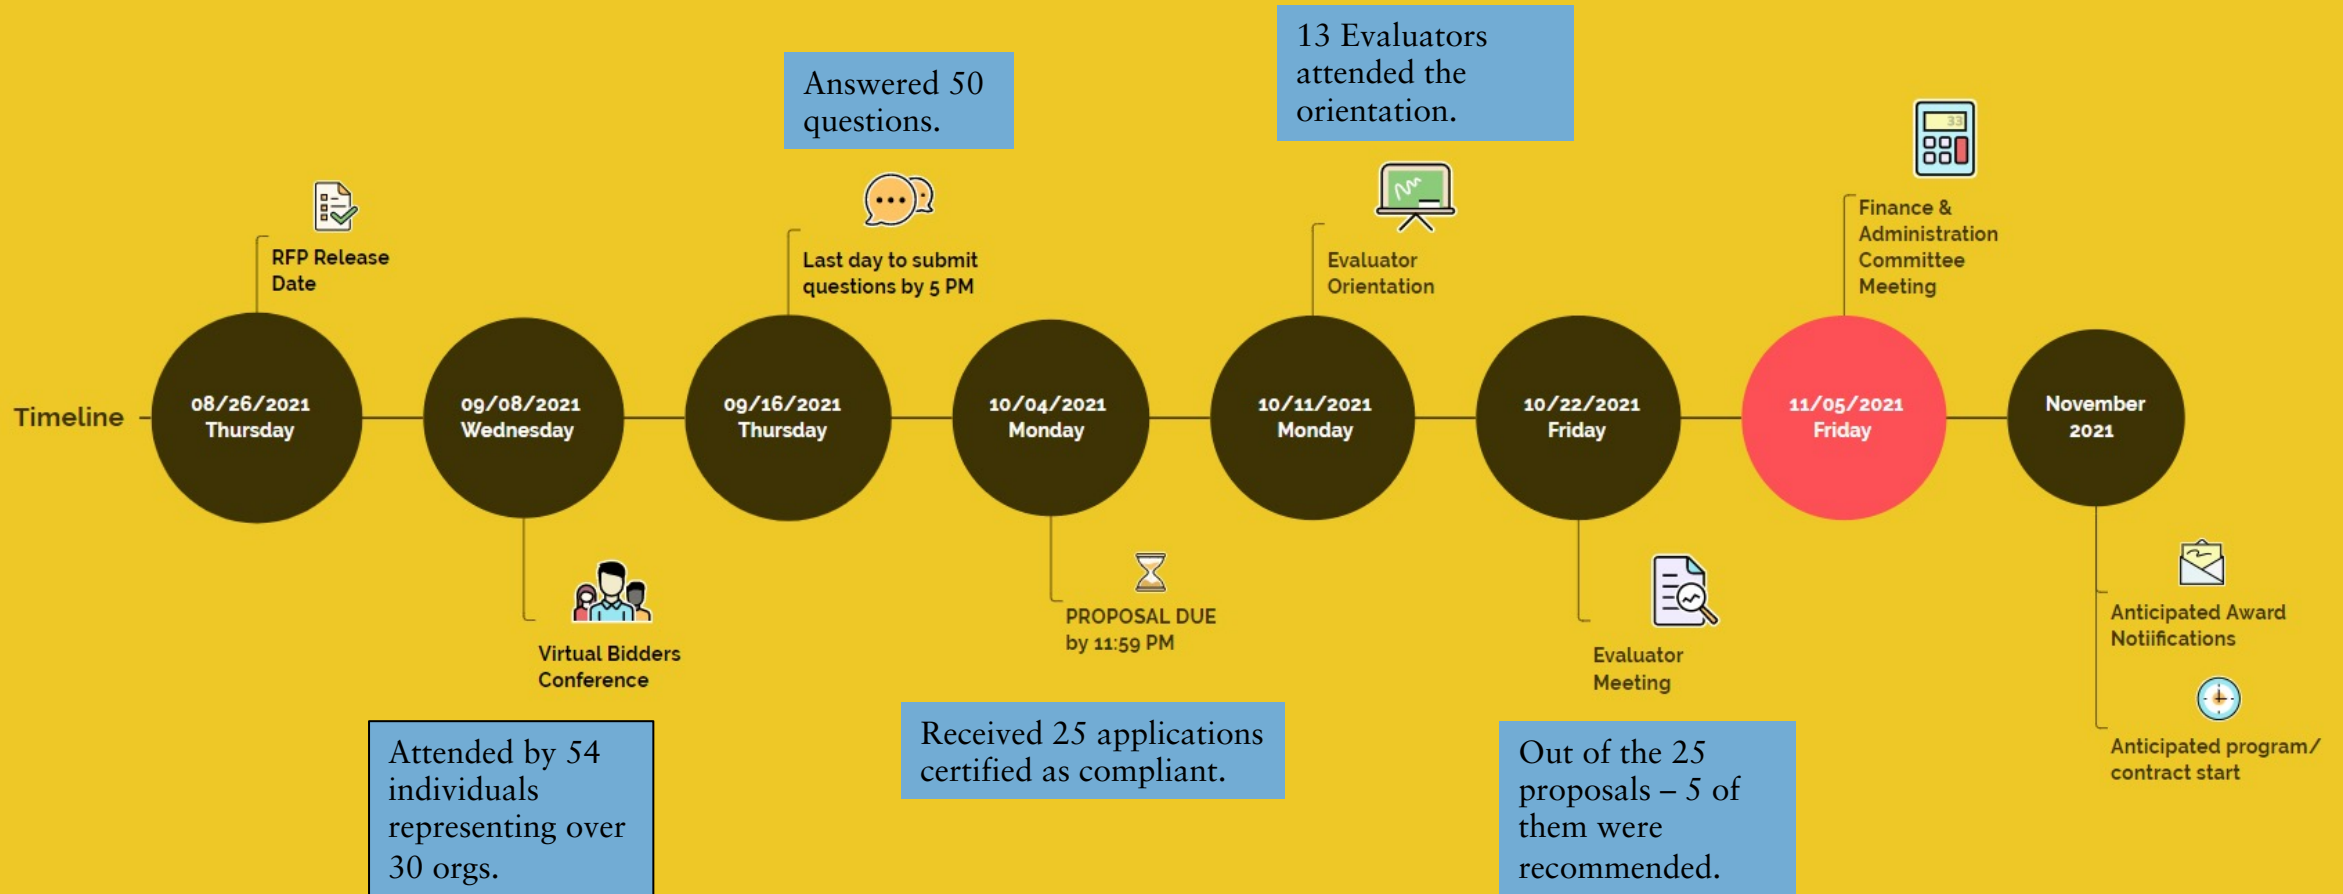 Timeline
08/26/2021
Thursday
RFP Release
Date
09/08/2021
Wednesday
Virtual Bidders
Conference
Attended by 54
individuals
representing over
30 orgs.
09/16/2021
Thursday
Answered 50
questions.
Last day to submit
questions by 5 PM
10/04/2021
Monday
PROPOSAL DUE
by 11:59 PM
Received 25 applications
certified as compliant.
10/11/2021
Monday
13 Evaluators
attended the
orientation.
Evaluator
Orientation
10/22/2021
Friday
Evaluator
Meeting
Out of the 25
proposals – 5 of
them were
recommended.
11/05/2021
Friday
33
Finance &
Administration
Committee
Meeting
November
2021
Anticipated Award
Notiifications
Anticipated program/
contract start